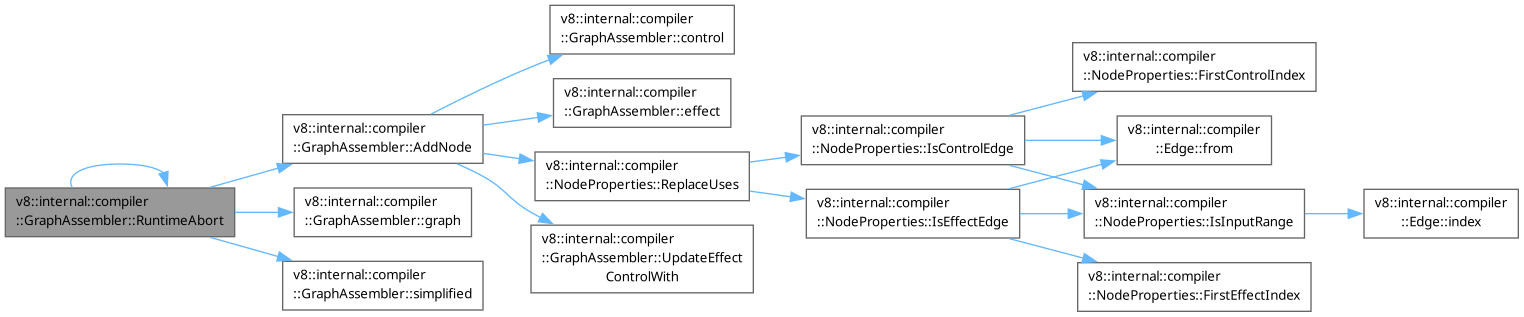 v8::internal::compiler
::GraphAssembler::RuntimeAbort
v8::internal::compiler
::GraphAssembler::AddNode
v8::internal::compiler
::GraphAssembler::graph
v8::internal::compiler
::GraphAssembler::simplified
v8::internal::compiler
::GraphAssembler::control
v8::internal::compiler
::GraphAssembler::effect
v8::internal::compiler
::NodeProperties::ReplaceUses
v8::internal::compiler
::GraphAssembler::UpdateEffect
ControlWith
v8::internal::compiler
::NodeProperties::IsControlEdge
v8::internal::compiler
::NodeProperties::IsEffectEdge
v8::internal::compiler
::NodeProperties::FirstControlIndex
v8::internal::compiler
::Edge::from
v8::internal::compiler
::NodeProperties::IsInputRange
v8::internal::compiler
::NodeProperties::FirstEffectIndex
v8::internal::compiler
::Edge::index